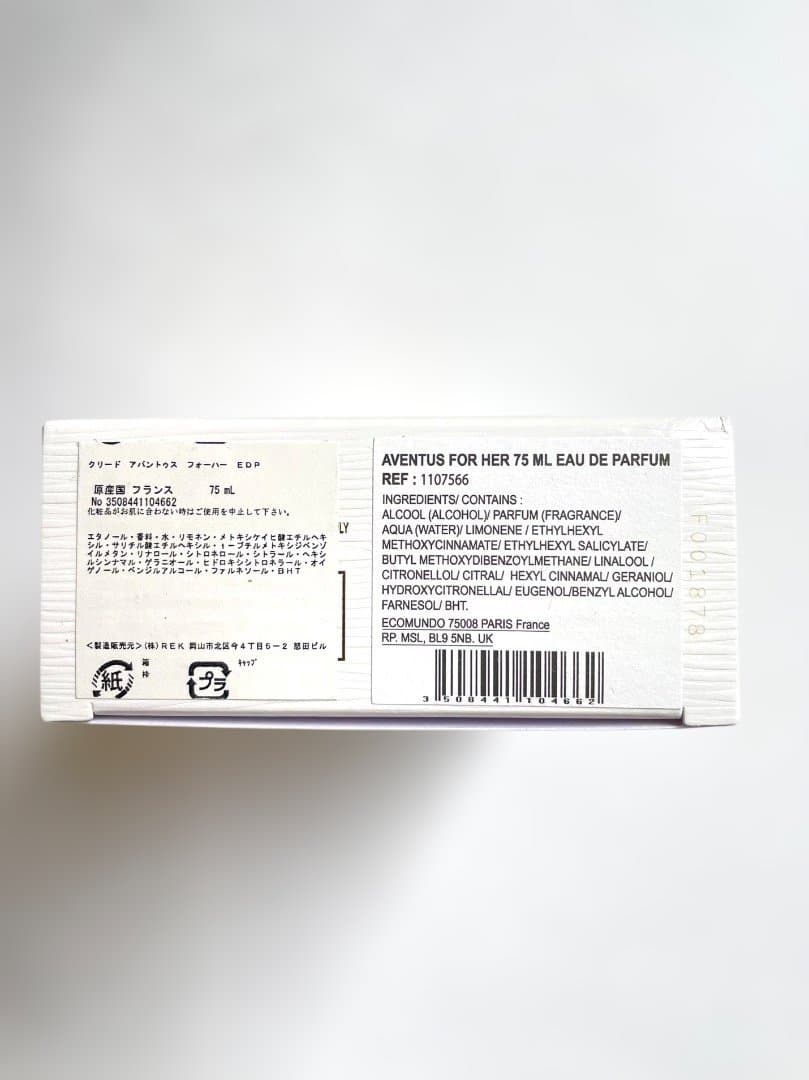 クリード アバントゥス フォーハー EDP
原産国 フランス 75 mL
No 3508441104662
化粧品がお肌に合わない時はご使用を中止して下さい。
エタノール・香料・水・リモネン・メトキシケイヒ酸エチルヘキ
シル・サリチル酸エチルヘキシル・t-ブチルメトキシジベンゾ
イルメタン・リナロール・シトロネロール・シトラール・ヘキシ
ルシンナマル・ゲラニオール・ヒドロキシシトロネラール・オイ
ゲノール・ベンジルアルコール・ファルネソール・BHT
<製造販売元>(株)REK 岡山市北区今4丁目5-2 怒田ビル
紙
箱
枠
プラ
キャップ
LY
AVENTUS FOR HER 75 ML EAU DE PARFUM
REF : 1107566
INGREDIENTS/ CONTAINS :
ALCOOL (ALCOHOL)/ PARFUM (FRAGRANCE)/
AQUA (WATER)/ LIMONENE / ETHYLHEXYL
METHOXYCINNAMATE/ ETHYLHEXYL SALICYLATE/
BUTYL METHOXYDIBENZOYLMETHANE/ LINALOOL /
CITRONELLOL/ CITRAL/ HEXYL CINNAMAL/ GERANIOL/
HYDROXYCITRONELLAL/ EUGENOL/BENZYL ALCOHOL/
FARNESOL/ BHT.
ECOMUNDO 75008 PARIS France
RP. MSL, BL9 5NB. UK
3 508441 104662
F001878